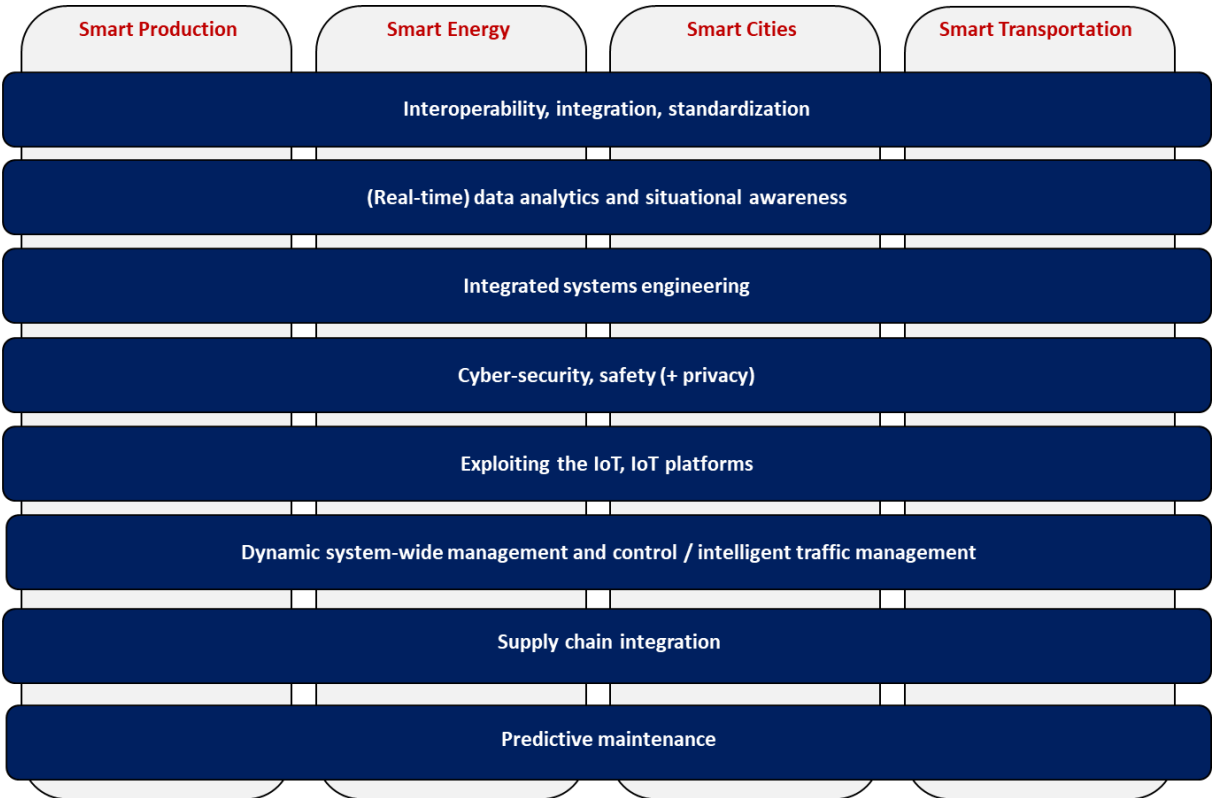 Smart Production
Smart Energy
Smart Cities
Smart Transportation
Interoperability, integration, standardization
(Real-time) data analytics and situational awareness
Integrated systems engineering
Cyber-security, safety (+ privacy)
Exploiting the IoT, IoT platforms
Dynamic system-wide management and control / intelligent traffic management
Supply chain integration
Predictive maintenance